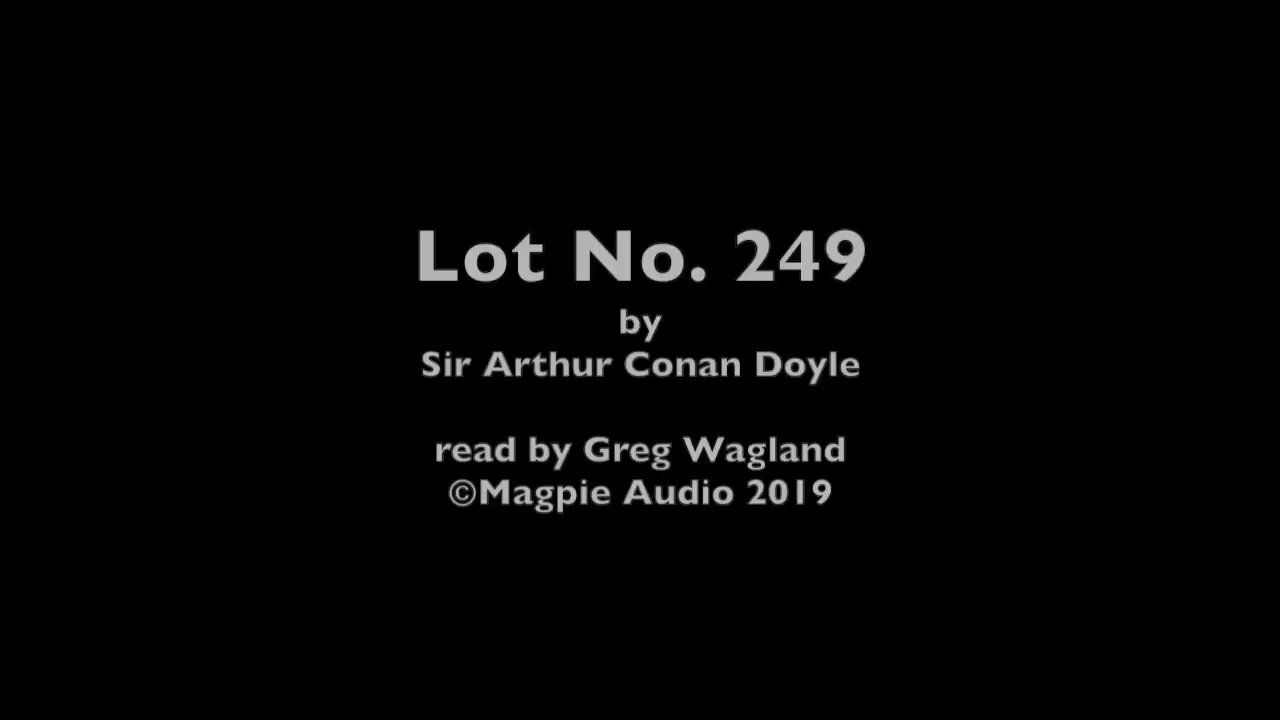 Lot No. 249
by
Sir Arthur Conan Doyle
read by Greg Wagland
©Magpie Audio 2019